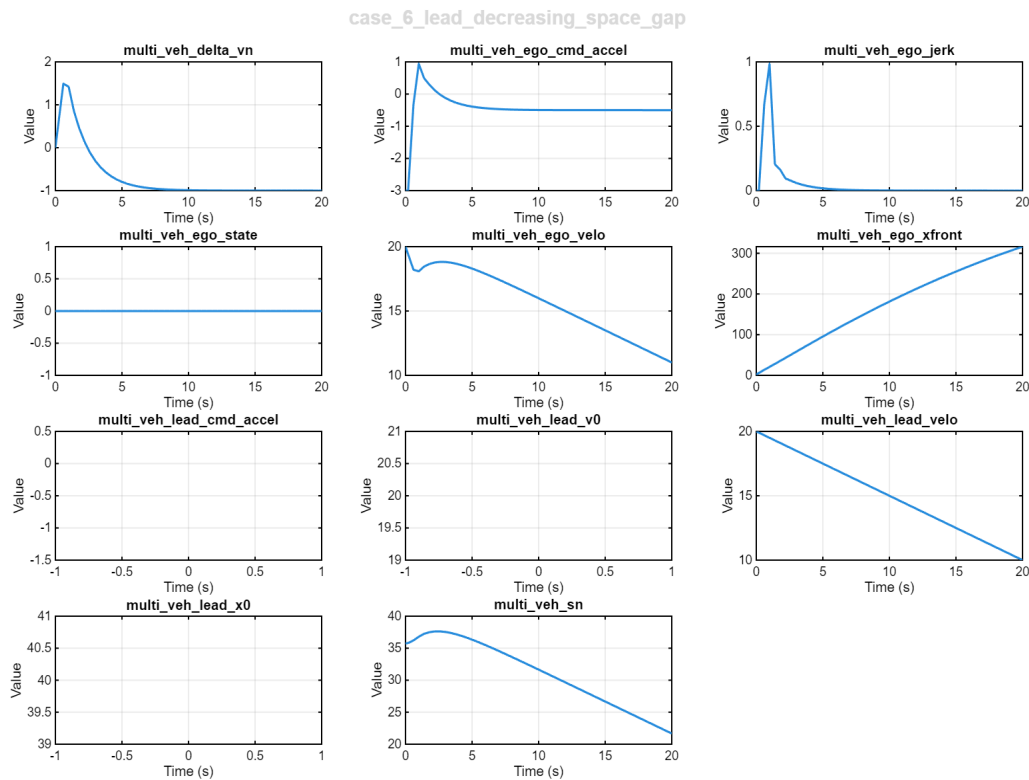 case_6_lead_decreasing_space_gap
multi_veh_delta_vn
Value
2
1
0
-1
0 5 10 15 20
Time (s)
multi_veh_ego_cmd_accel
Value
1
0
-1
-2
-3
0 5 10 15 20
Time (s)
multi_veh_ego_jerk
Value
1
0.5
0
0 5 10 15 20
Time (s)
multi_veh_ego_state
Value
1
0.5
0
-0.5
-1
0 5 10 15 20
Time (s)
multi_veh_ego_velo
Value
20
15
10
0 5 10 15 20
Time (s)
multi_veh_ego_xfront
Value
300
200
100
0
0 5 10 15 20
Time (s)
multi_veh_lead_cmd_accel
Value
0.5
0
-0.5
-1
-1.5
-1 -0.5 0 0.5 1
Time (s)
multi_veh_lead_v0
Value
21
20.5
20
19.5
19
-1 -0.5 0 0.5 1
Time (s)
multi_veh_lead_velo
Value
20
15
10
0 5 10 15 20
Time (s)
multi_veh_lead_x0
Value
41
40.5
40
39.5
39
-1 -0.5 0 0.5 1
Time (s)
multi_veh_sn
Value
40
35
30
25
20
0 5 10 15 20
Time (s)